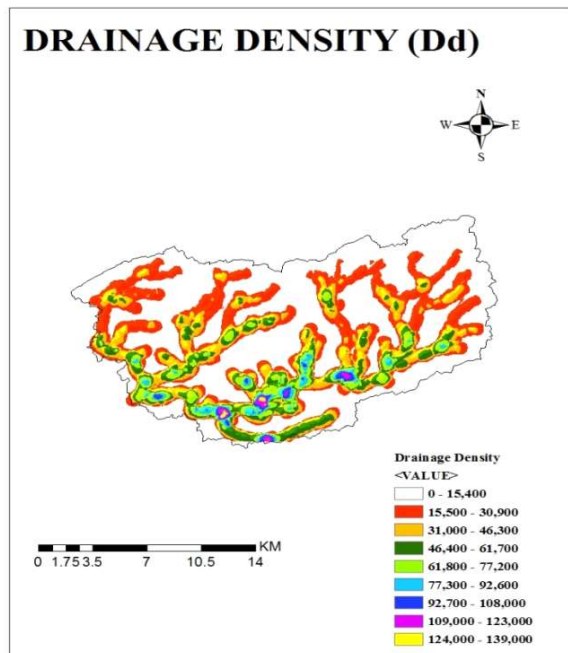 DRAINAGE DENSITY (Dd)
N
W E
S
Drainage Density
<VALUE>
0 - 15,400
15,500 - 30,900
31,000 - 46,300
46,400 - 61,700
61,800 - 77,200
77,300 - 92,600
92,700 - 108,000
109,000 - 123,000
124,000 - 139,000
KM
0 1.75 3.5 7 10.5 14